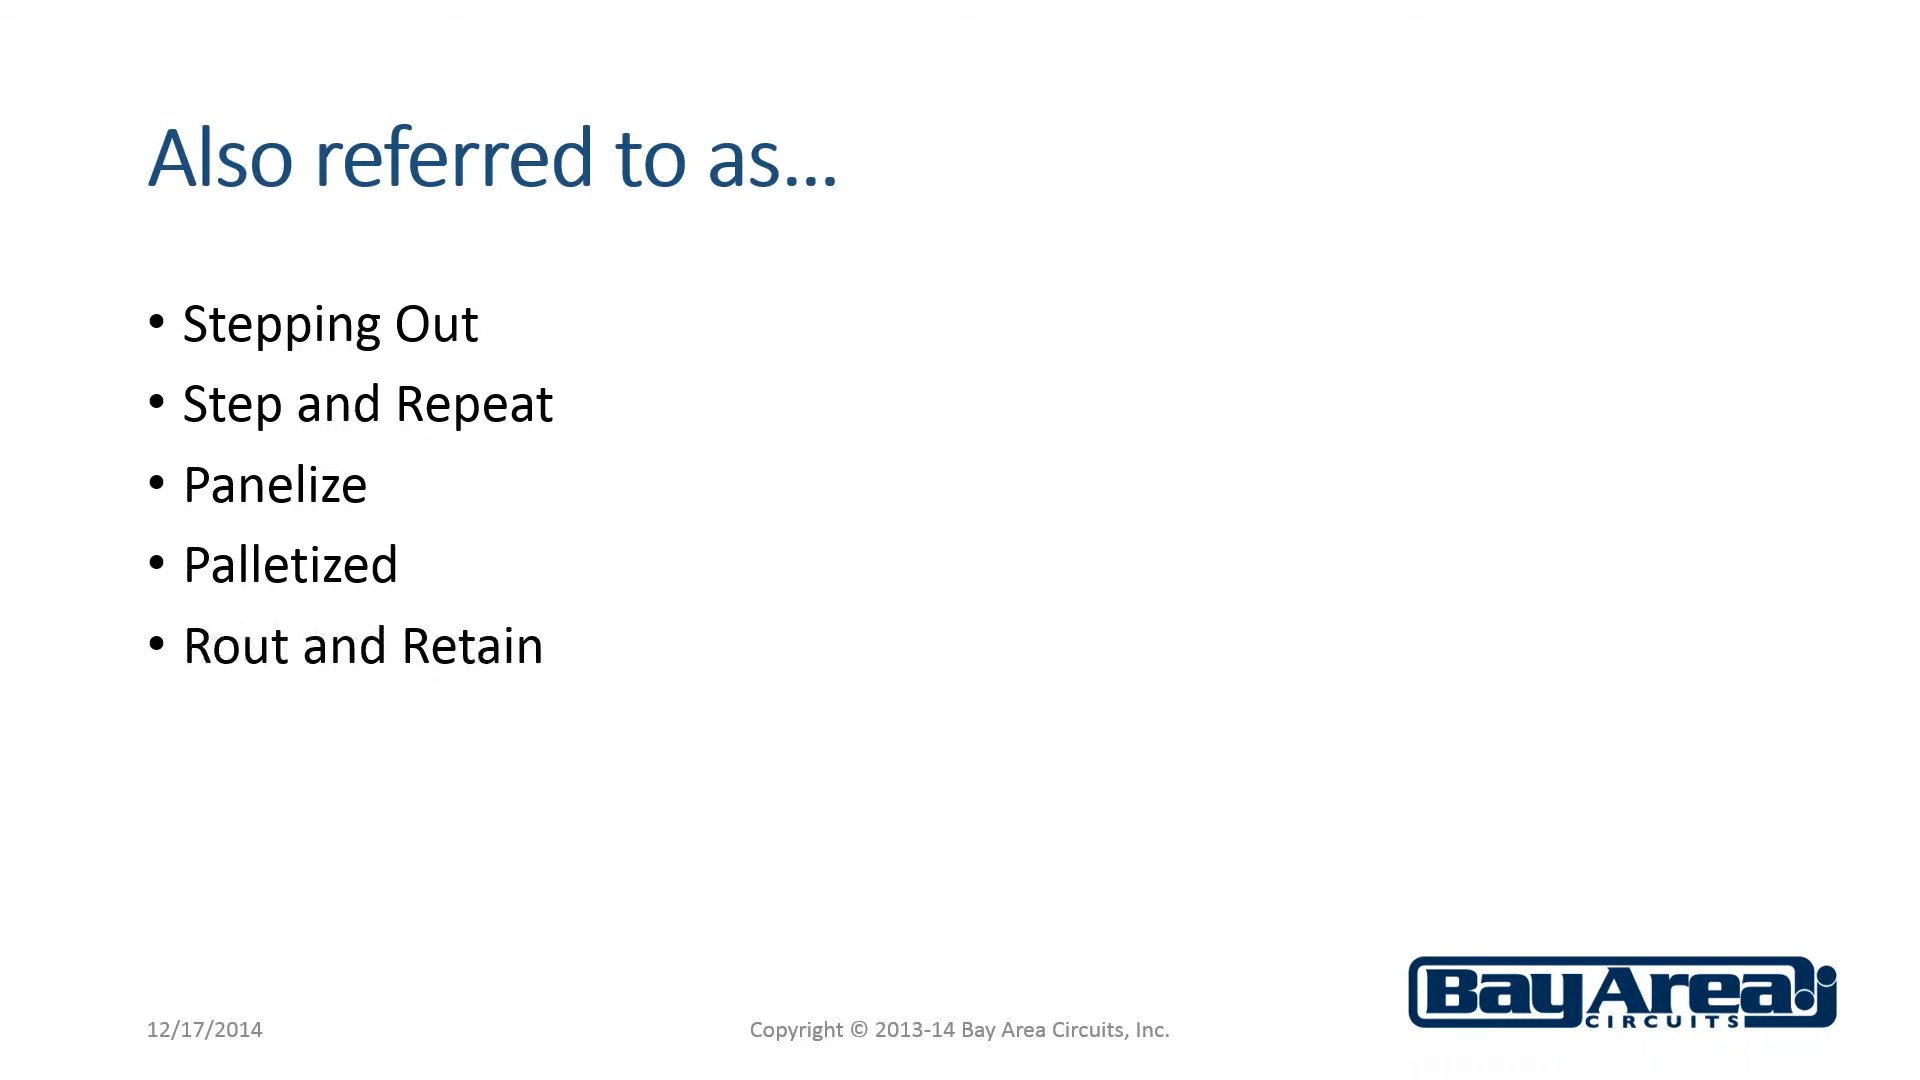 Also referred to as...
• Stepping Out
• Step and Repeat
• Panelize
• Palletized
• Rout and Retain
12/17/2014
Copyright © 2013-14 Bay Area Circuits, Inc.
Bay Area
CIRCUITS